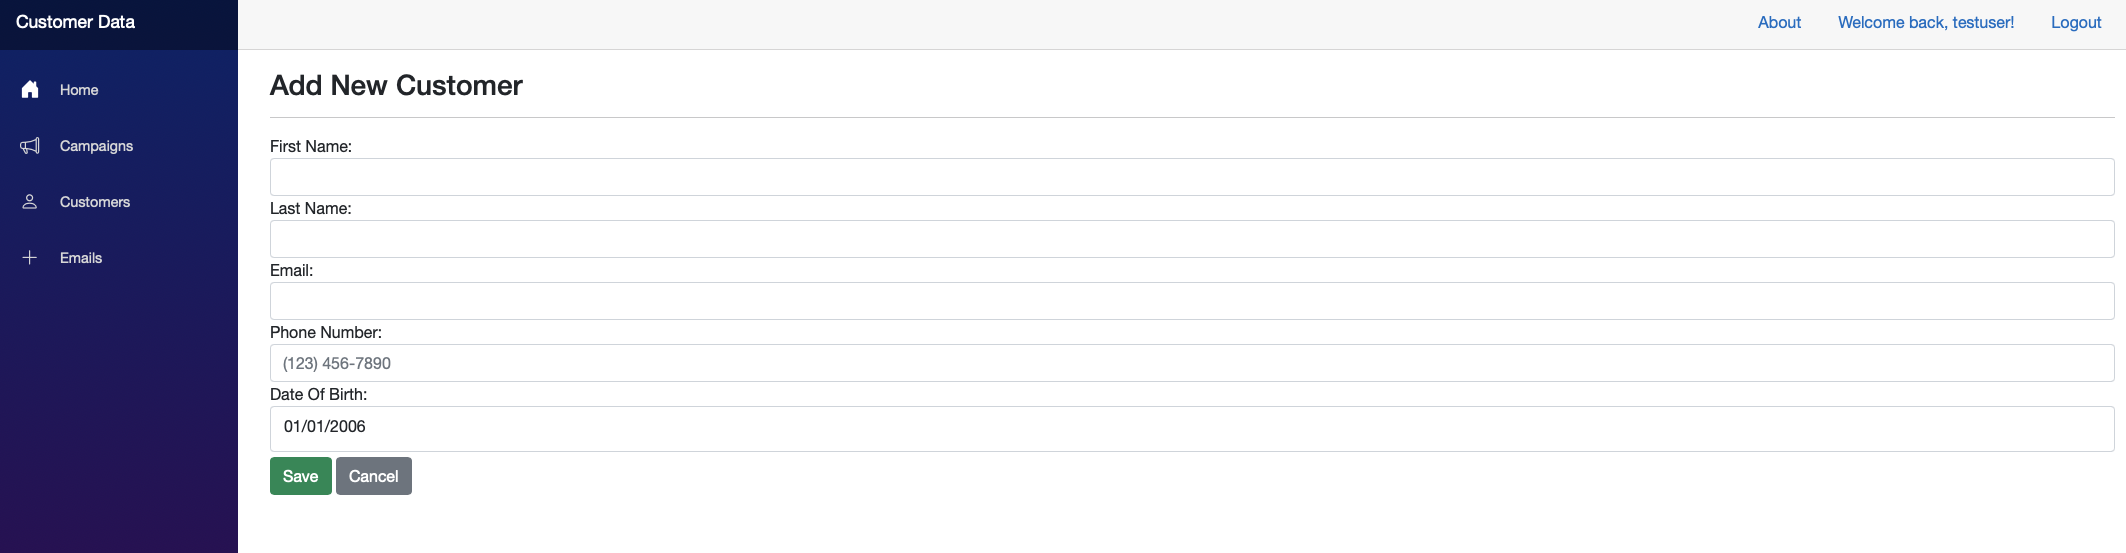 Customer Data
About Welcome back, testuser! Logout
Home
Campaigns
Customers
Emails
Add New Customer
First Name:
Last Name:
Email:
Phone Number:
(123) 456-7890
Date Of Birth:
01/01/2006
Save Cancel